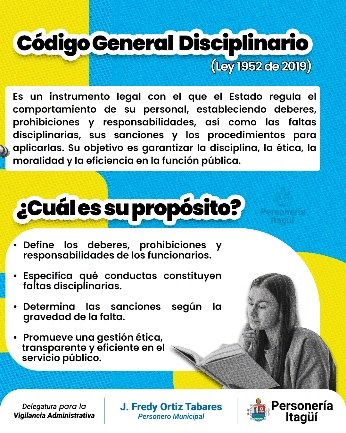 Código General Disciplinario
(Ley 1952 de 2019)
Es un instrumento legal con el que el Estado regula el
comportamiento de su personal, estableciendo deberes,
prohibiciones y responsabilidades, así como las faltas
disciplinarias, sus sanciones y los procedimientos para
aplicarlas. Su objetivo es garantizar la disciplina, la ética, la
moralidad y la eficiencia en la función pública.
Personería
Itagüí
¿Cuál es su propósito?
• Define los deberes, prohibiciones y
responsabilidades de los funcionarios.
• Especifica qué conductas constituyen
faltas disciplinarias.
• Determina las sanciones según la
gravedad de la falta.
• Promueve una gestión ética,
transparente y eficiente en el
servicio público.
Delegatura para la
Vigilancia Administrativa
J. Fredy Ortiz Tabares
Personero Municipal
Personería
Itagüí